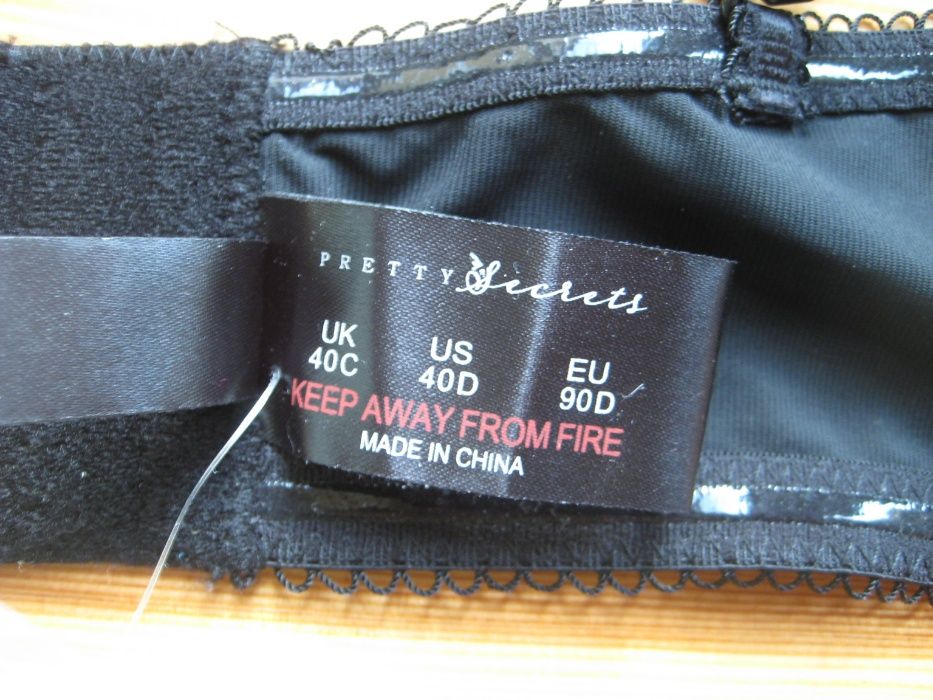 PRETTY Secrets
UK US EU
40C 40D 90D
KEEP AWAY FROM FIRE
MADE IN CHINA